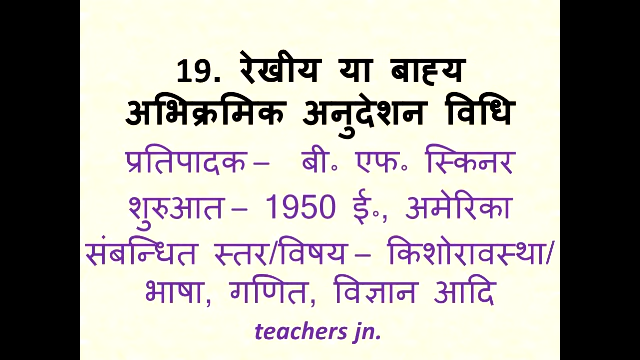 19. रेखीय या बाह्य
अभिक्रमिक अनुदेशन विधि
प्रतिपादक – बी॰ एफ॰ स्किनर
शुरुआत – 1950 ई॰, अमेरिका
संबन्धित स्तर/विषय – किशोरावस्था/
भाषा, गणित, विज्ञान आदि
teachers jn.